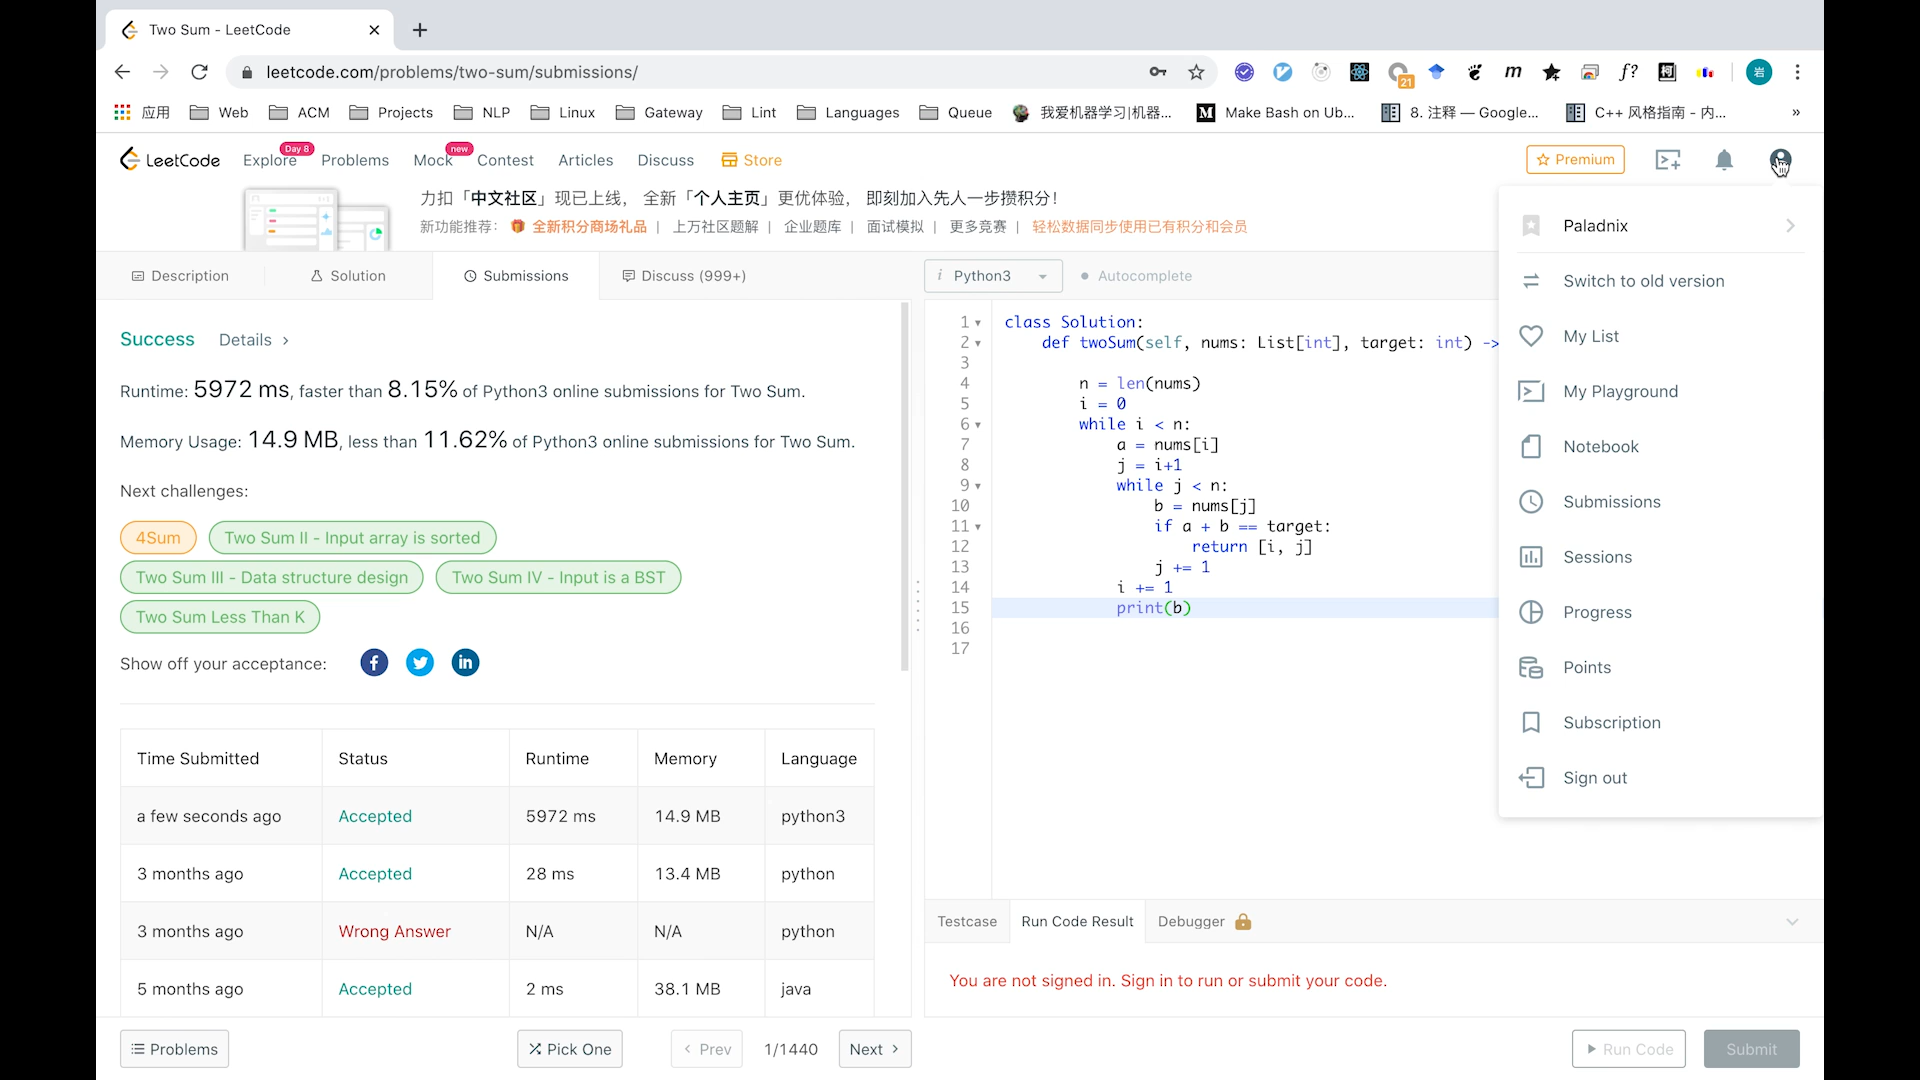 Two Sum - LeetCode
leetcode.com/problems/two-sum/submissions/
21
m
f?
岩
应用
Web
ACM
Projects
NLP
Linux
Gateway
Lint
Languages
Queue
我爱机器学习|机器...
M Make Bash on Ub...
8. 注释 — Google...
C++ 风格指南 - 内...
»
LeetCode
Explore
Day 8
Problems
Mock
new
Contest
Articles
Discuss
Store
Premium
力扣「中文社区」现已上线，全新「个人主页」更优体验，即刻加入先人一步攒积分！
新功能推荐： 全新积分商场礼品 | 上万社区题解 | 企业题库 | 面试模拟 | 更多竞赛 | 轻松数据同步使用已有积分和会员
Description
Solution
Submissions
Discuss (999+)
i Python3
Autocomplete
Success Details >
Runtime: 5972 ms, faster than 8.15% of Python3 online submissions for Two Sum.
Memory Usage: 14.9 MB, less than 11.62% of Python3 online submissions for Two Sum.
Next challenges:
4Sum
Two Sum II - Input array is sorted
Two Sum III - Data structure design
Two Sum IV - Input is a BST
Two Sum Less Than K
Show off your acceptance:
f
in
Time Submitted Status Runtime Memory Language
a few seconds ago Accepted 5972 ms 14.9 MB python3
3 months ago Accepted 28 ms 13.4 MB python
3 months ago Wrong Answer N/A N/A python
5 months ago Accepted 2 ms 38.1 MB java
1 class Solution:
2 def twoSum(self, nums: List[int], target: int) ->
3
4 n = len(nums)
5 i = 0
6 while i < n:
7 a = nums[i]
8 j = i+1
9 while j < n:
10 b = nums[j]
11 if a + b == target:
12 return [i, j]
13 j += 1
14 i += 1
15 print(b)
16
17
Paladnix
Switch to old version
My List
My Playground
Notebook
Submissions
Sessions
Progress
Points
Subscription
Sign out
Testcase
Run Code Result
Debugger
You are not signed in. Sign in to run or submit your code.
Problems
Pick One
< Prev
1/1440
Next >
Run Code
Submit